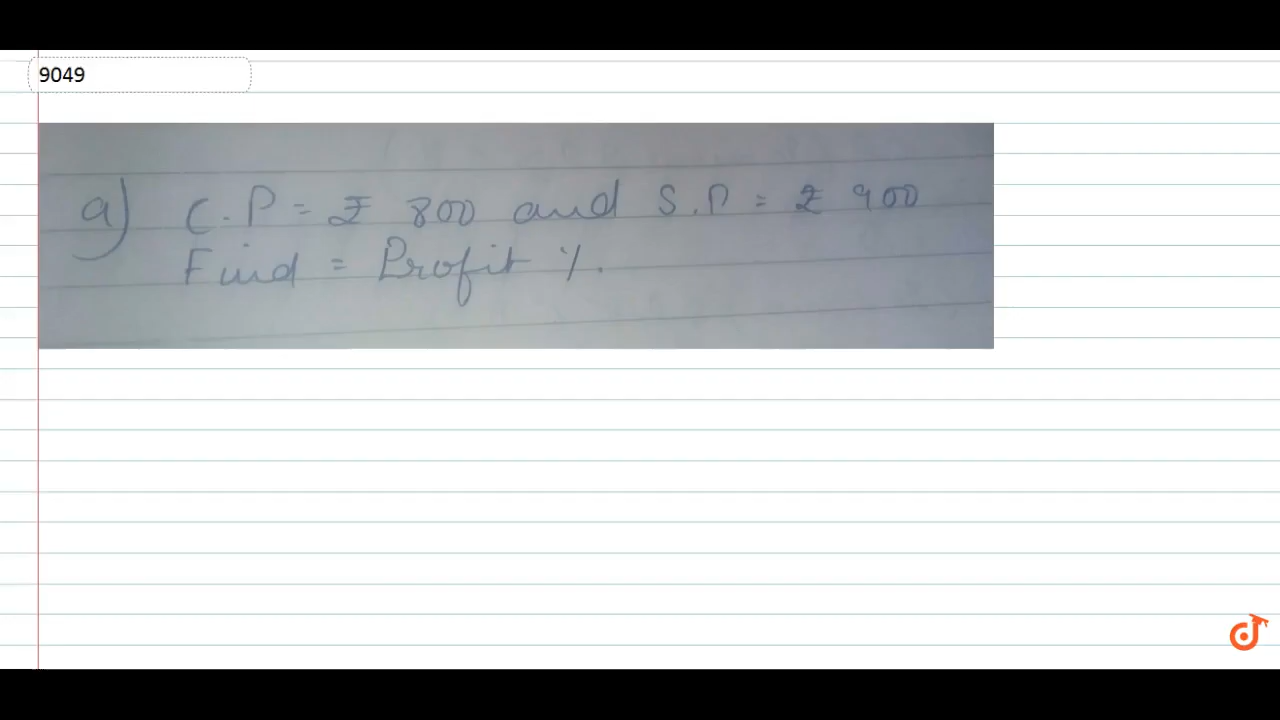 9049
a) C.P = ₹ 800 and S.P = ₹ 900
Find = Profit %.